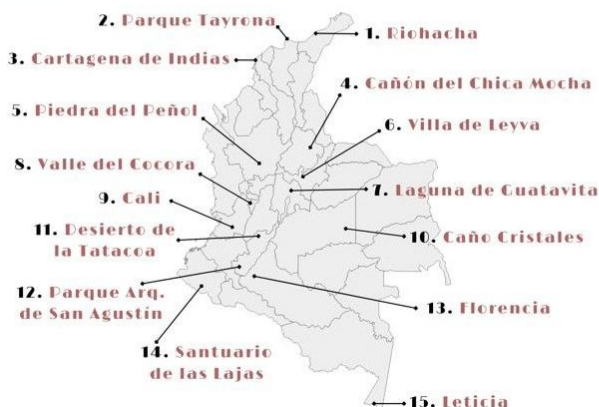 2. Parque Tayrona
1. Riohacha
3. Cartagena de Indias
4. Cañón del Chica Mocha
5. Piedra del Peñol
6. Villa de Leyva
8. Valle del Cocora
7. Laguna de Guatavita
9. Cali
11. Desierto de
la Tatacoa
10. Caño Cristales
12. Parque Arq.
de San Agustín
13. Florencia
14. Santuario
de las Lajas
15. Leticia